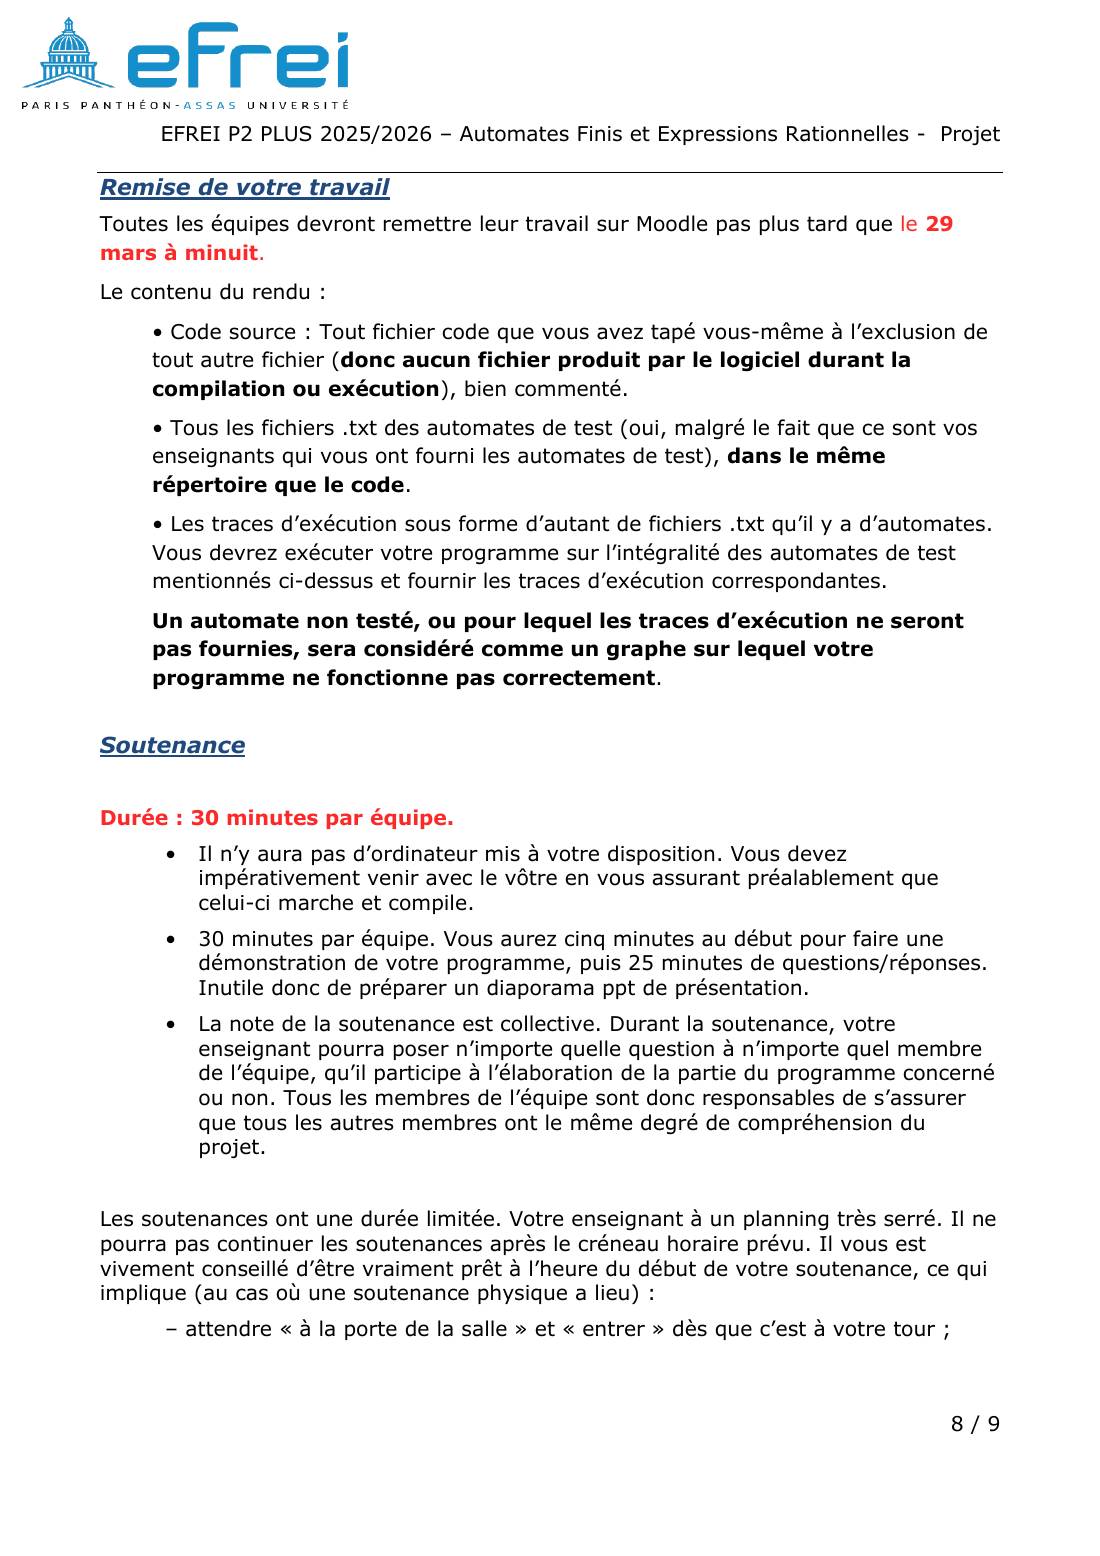 efrei
PARIS PANTHÉON-ASSAS UNIVERSITÉ
EFREI P2 PLUS 2025/2026 – Automates Finis et Expressions Rationnelles -  Projet
Remise de votre travail
Toutes les équipes devront remettre leur travail sur Moodle pas plus tard que le 29
mars à minuit.
Le contenu du rendu :
• Code source : Tout fichier code que vous avez tapé vous-même à l’exclusion de
tout autre fichier (donc aucun fichier produit par le logiciel durant la
compilation ou exécution), bien commenté.
• Tous les fichiers .txt des automates de test (oui, malgré le fait que ce sont vos
enseignants qui vous ont fourni les automates de test), dans le même
répertoire que le code.
• Les traces d’exécution sous forme d’autant de fichiers .txt qu’il y a d’automates.
Vous devrez exécuter votre programme sur l’intégralité des automates de test
mentionnés ci-dessus et fournir les traces d’exécution correspondantes.
Un automate non testé, ou pour lequel les traces d’exécution ne seront
pas fournies, sera considéré comme un graphe sur lequel votre
programme ne fonctionne pas correctement.
Soutenance
Durée : 30 minutes par équipe.
• Il n’y aura pas d’ordinateur mis à votre disposition. Vous devez
impérativement venir avec le vôtre en vous assurant préalablement que
celui-ci marche et compile.
• 30 minutes par équipe. Vous aurez cinq minutes au début pour faire une
démonstration de votre programme, puis 25 minutes de questions/réponses.
Inutile donc de préparer un diaporama ppt de présentation.
• La note de la soutenance est collective. Durant la soutenance, votre
enseignant pourra poser n’importe quelle question à n’importe quel membre
de l’équipe, qu’il participe à l’élaboration de la partie du programme concerné
ou non. Tous les membres de l’équipe sont donc responsables de s’assurer
que tous les autres membres ont le même degré de compréhension du
projet.
Les soutenances ont une durée limitée. Votre enseignant à un planning très serré. Il ne
pourra pas continuer les soutenances après le créneau horaire prévu. Il vous est
vivement conseillé d’être vraiment prêt à l’heure du début de votre soutenance, ce qui
implique (au cas où une soutenance physique a lieu) :
– attendre « à la porte de la salle » et « entrer » dès que c’est à votre tour ;
8 / 9